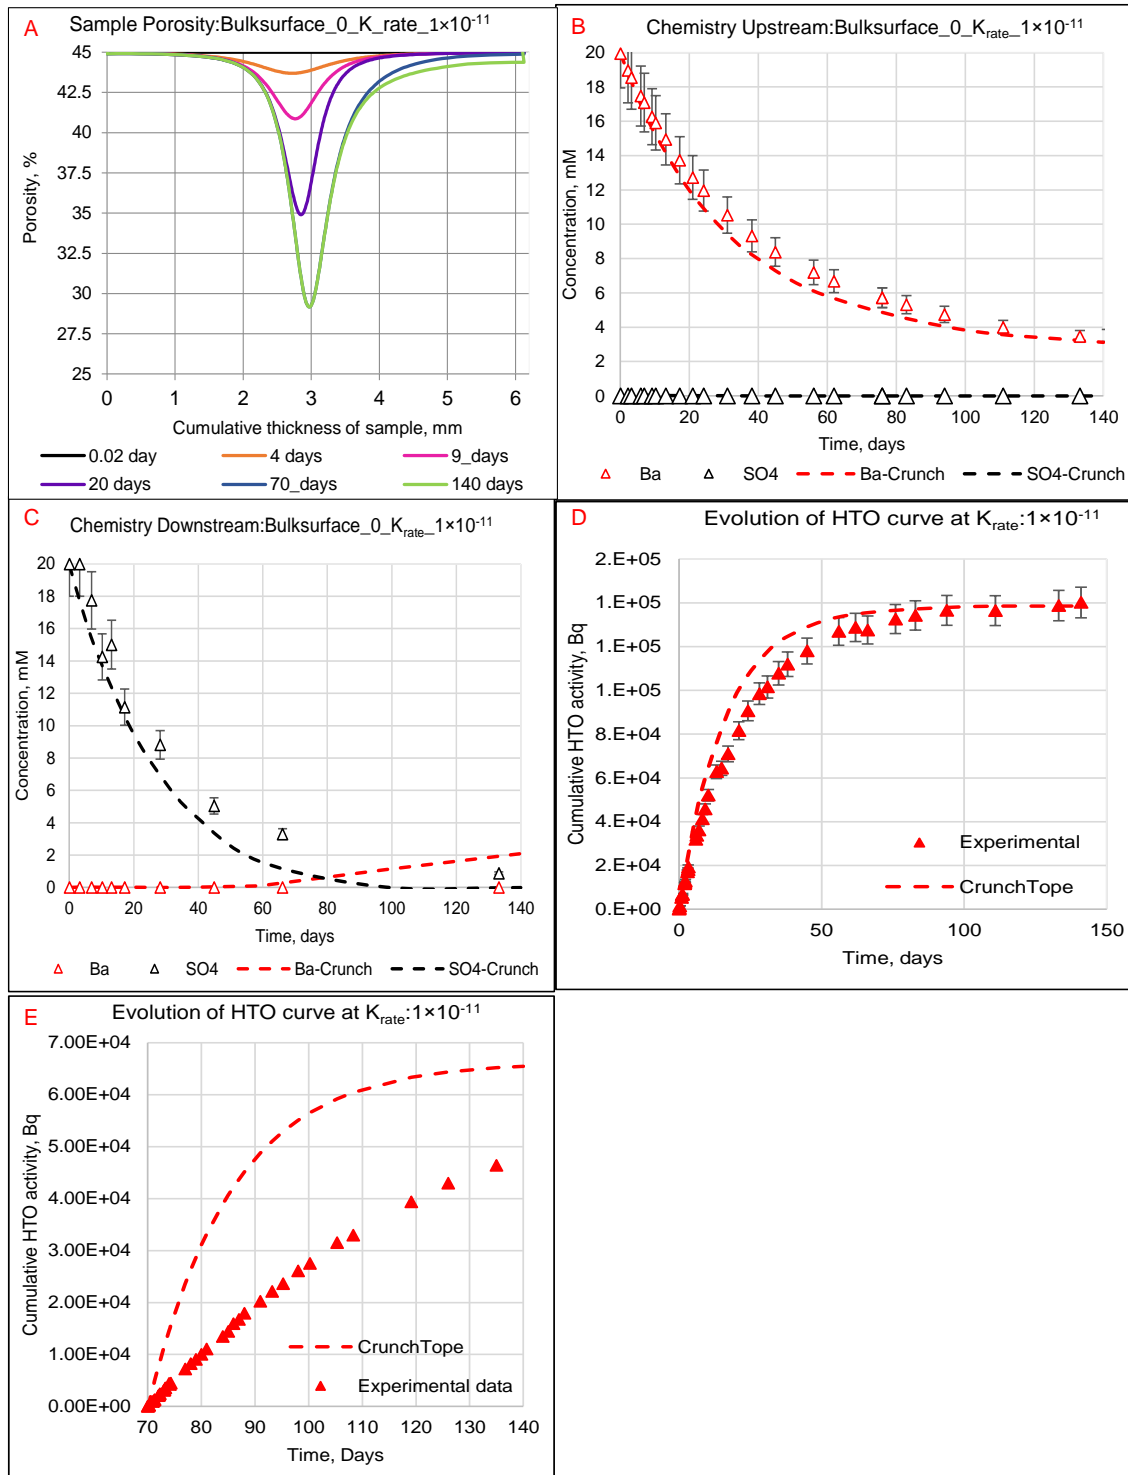 A
Sample Porosity:Bulksurface_0_K_rate_1×10-11
Porosity, %
45
42.5
40
37.5
35
32.5
30
27.5
25
0 1 2 3 4 5 6
Cumulative thickness of sample, mm
0.02 day 4 days 9_days
20 days 70_days 140 days
B
Chemistry Upstream:Bulksurface_0_Krate_1×10-11
Concentration, mM
20
18
16
14
12
10
8
6
4
2
0
0 20 40 60 80 100 120 140
Time, days
Ba SO4 Ba-Crunch SO4-Crunch
C
Chemistry Downstream:Bulksurface_0_Krate_1×10-11
Concentration, mM
20
18
16
14
12
10
8
6
4
2
0
0 20 40 60 80 100 120 140
Time, days
Ba SO4 Ba-Crunch SO4-Crunch
D
Evolution of HTO curve at Krate:1×10-11
Cumulative HTO activity, Bq
2.E+05
1.E+05
1.E+05
1.E+05
8.E+04
6.E+04
4.E+04
2.E+04
0.E+00
Experimental
CrunchTope
0 50 100 150
Time, days
E
Evolution of HTO curve at Krate:1×10-11
Cumulative HTO activity, Bq
7.00E+04
6.00E+04
5.00E+04
4.00E+04
3.00E+04
2.00E+04
1.00E+04
0.00E+00
CrunchTope
Experimental data
70 80 90 100 110 120 130 140
Time, Days